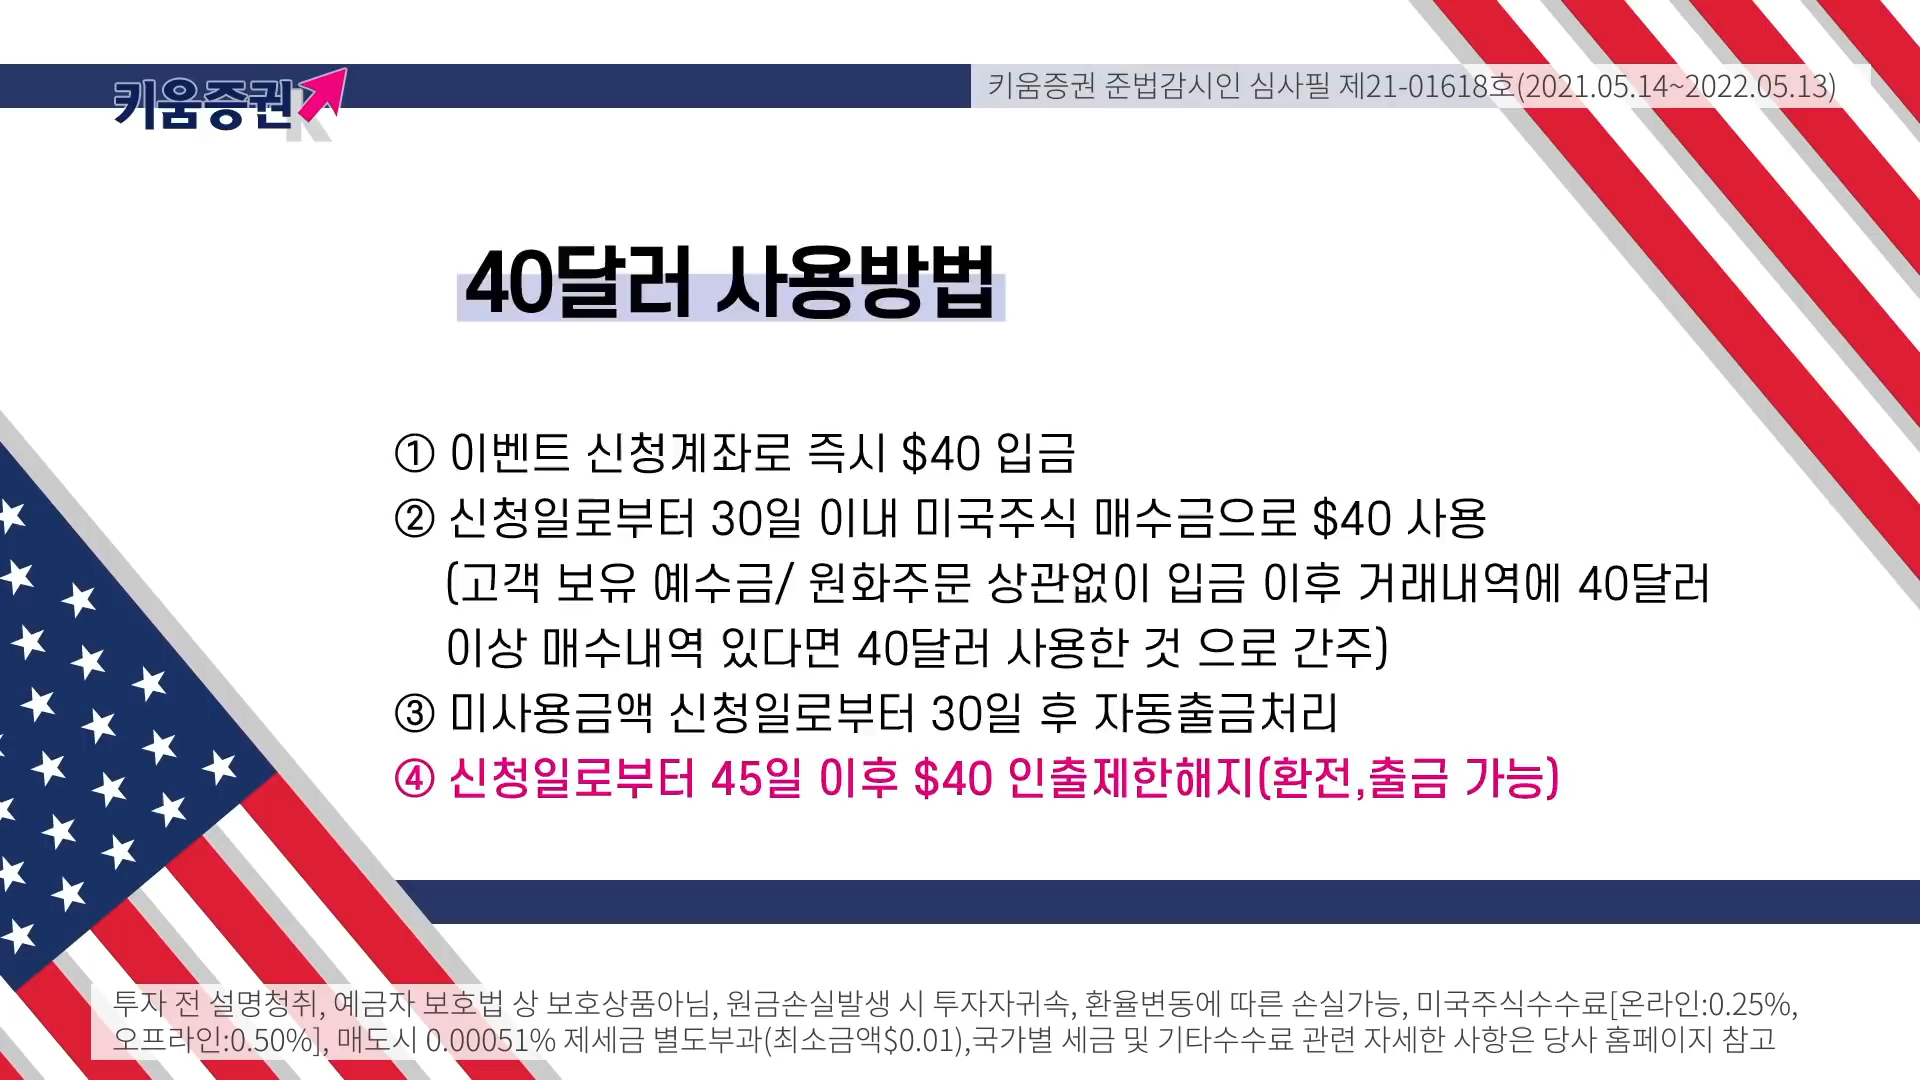 키움증권
키움증권 준법감시인 심사필 제21-01618호(2021.05.14~2022.05.13)
40달러 사용방법
① 이벤트 신청계좌로 즉시 $40 입금
② 신청일로부터 30일 이내 미국주식 매수금으로 $40 사용
(고객 보유 예수금/ 원화주문 상관없이 입금 이후 거래내역에 40달러
이상 매수내역 있다면 40달러 사용한 것 으로 간주)
③ 미사용금액 신청일로부터 30일 후 자동출금처리
④ 신청일로부터 45일 이후 $40 인출제한해지(환전,출금 가능)
투자 전 설명청취, 예금자 보호법 상 보호상품아님, 원금손실발생 시 투자자귀속, 환율변동에 따른 손실가능, 미국주식수수료[온라인:0.25%,
오프라인:0.50%], 매도시 0.00051% 제세금 별도부과(최소금액$0.01),국가별 세금 및 기타수수료 관련 자세한 사항은 당사 홈페이지 참고